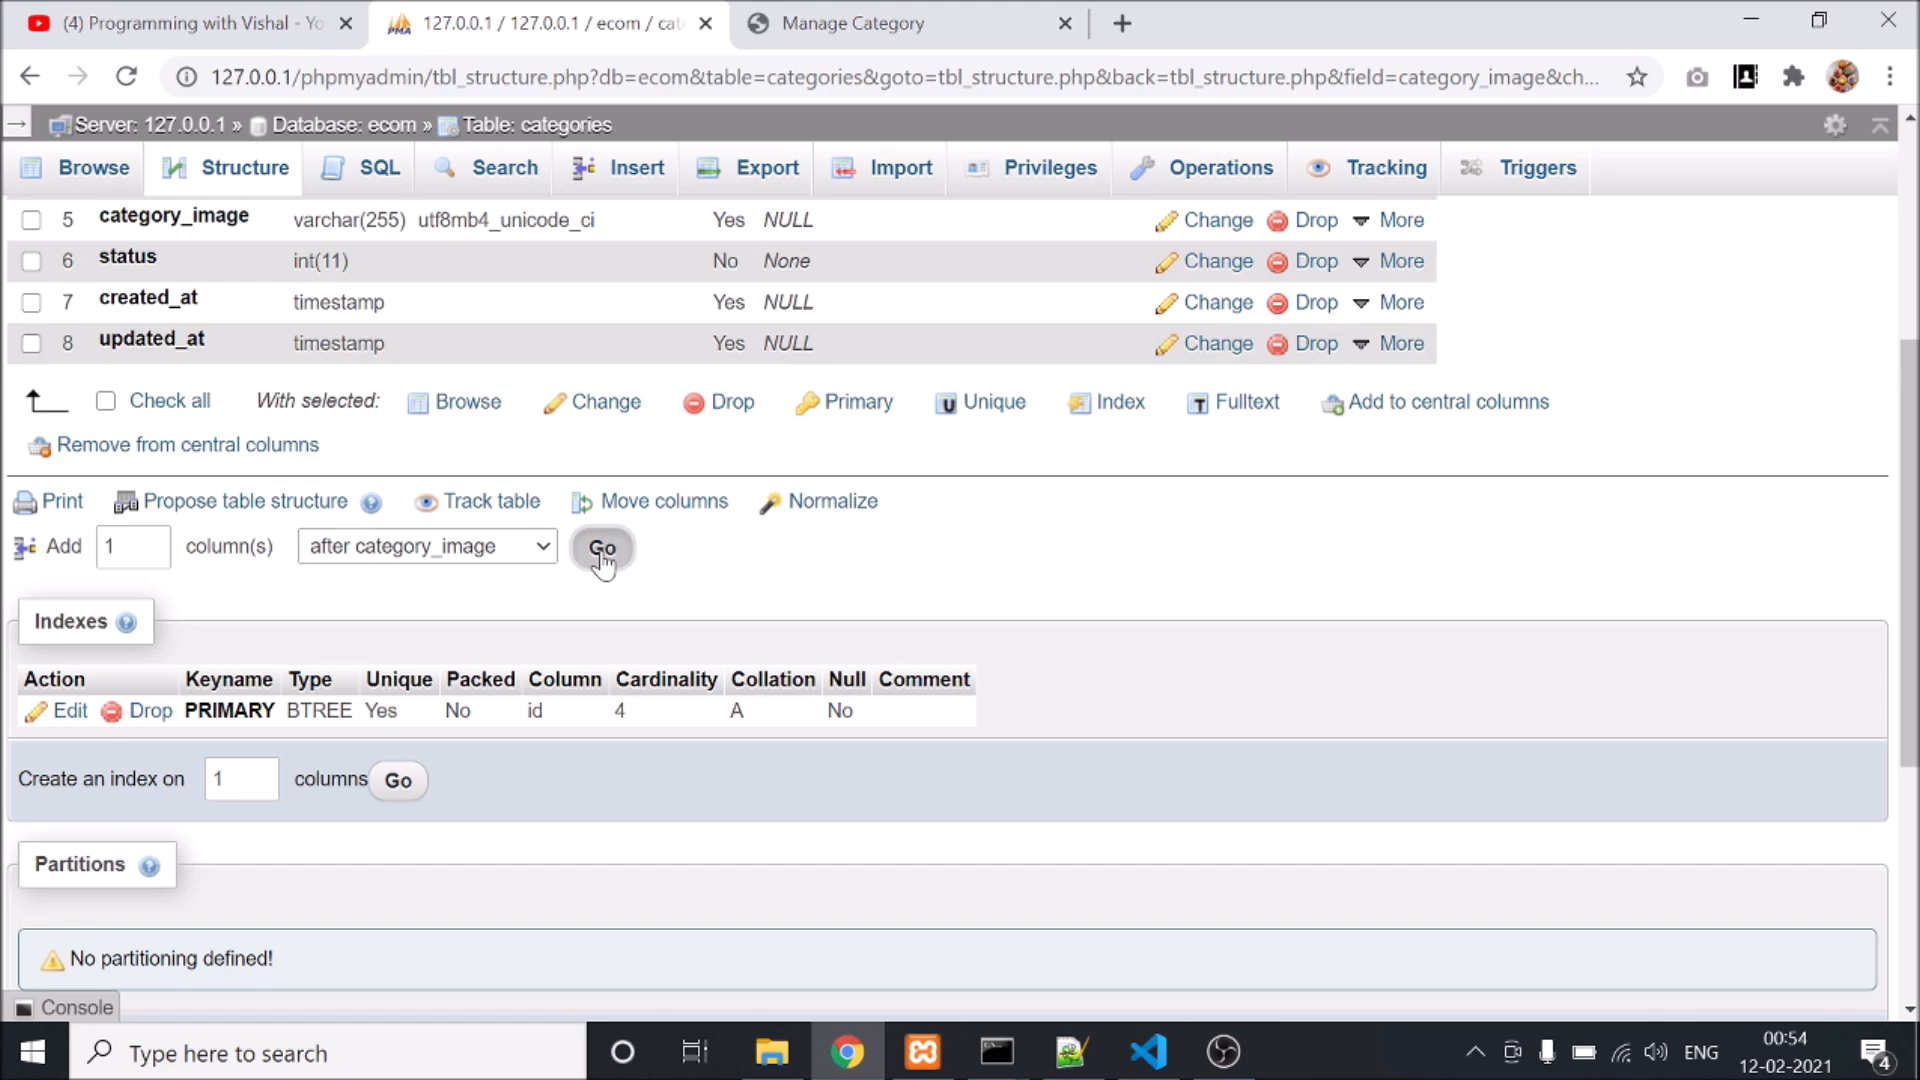 (4) Programming with Vishal - Yo
127.0.0.1 / 127.0.0.1 / ecom / cat
Manage Category
127.0.0.1/phpmyadmin/tbl_structure.php?db=ecom&table=categories&goto=tbl_structure.php&back=tbl_structure.php&field=category_image&ch...
Server: 127.0.0.1 » Database: ecom » Table: categories
Browse Structure SQL Search Insert Export Import Privileges Operations Tracking Triggers
5 category_image varchar(255) utf8mb4_unicode_ci Yes NULL Change Drop More
6 status int(11) No None Change Drop More
7 created_at timestamp Yes NULL Change Drop More
8 updated_at timestamp Yes NULL Change Drop More
Check all With selected: Browse Change Drop Primary Unique Index Fulltext Add to central columns
Remove from central columns
Print Propose table structure Track table Move columns Normalize
Add 1 column(s) after category_image Go
Indexes
Action Keyname Type Unique Packed Column Cardinality Collation Null Comment
Edit Drop PRIMARY BTREE Yes No id 4 A No
Create an index on 1 columns Go
Partitions
No partitioning defined!
Console
Type here to search
ENG
00:54
12-02-2021
4